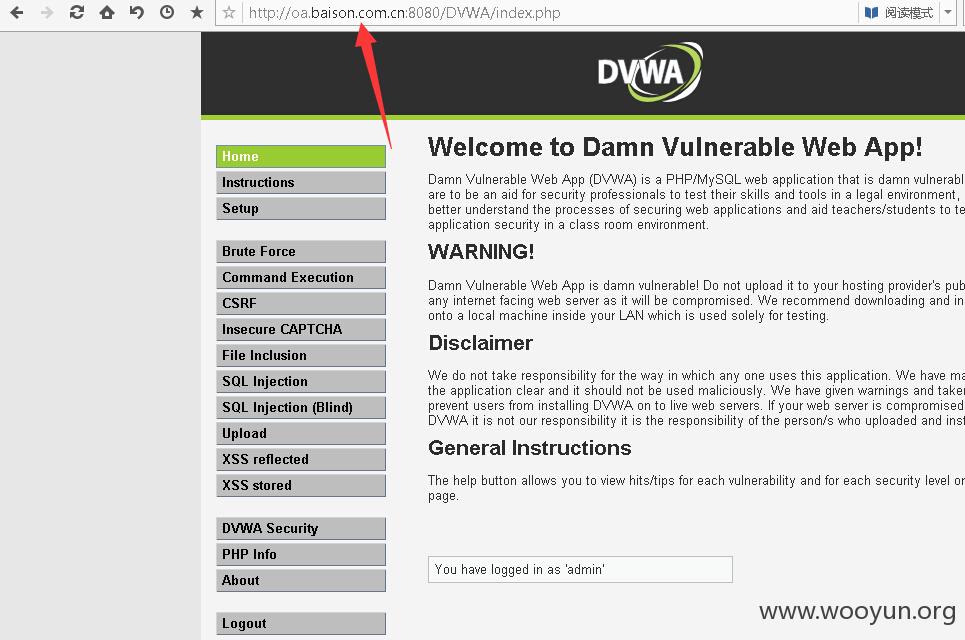 http://oa.baison.com.cn:8080/DVWA/index.php
阅读模式
DVWA
Home
Instructions
Setup
Brute Force
Command Execution
CSRF
Insecure CAPTCHA
File Inclusion
SQL Injection
SQL Injection (Blind)
Upload
XSS reflected
XSS stored
DVWA Security
PHP Info
About
Logout
Welcome to Damn Vulnerable Web App!
Damn Vulnerable Web App (DVWA) is a PHP/MySQL web application that is damn vulnerabl
are to be an aid for security professionals to test their skills and tools in a legal environment,
better understand the processes of securing web applications and aid teachers/students to te
application security in a class room environment.
WARNING!
Damn Vulnerable Web App is damn vulnerable! Do not upload it to your hosting provider's pub
any internet facing web server as it will be compromised. We recommend downloading and in
onto a local machine inside your LAN which is used solely for testing.
Disclaimer
We do not take responsibility for the way in which any one uses this application. We have ma
the application clear and it should not be used maliciously. We have given warnings and taken
prevent users from installing DVWA on to live web servers. If your web server is compromised
DVWA it is not our responsibility it is the responsibility of the person/s who uploaded and inst
General Instructions
The help button allows you to view hits/tips for each vulnerability and for each security level on
page.
You have logged in as 'admin'
www.wooyun.org